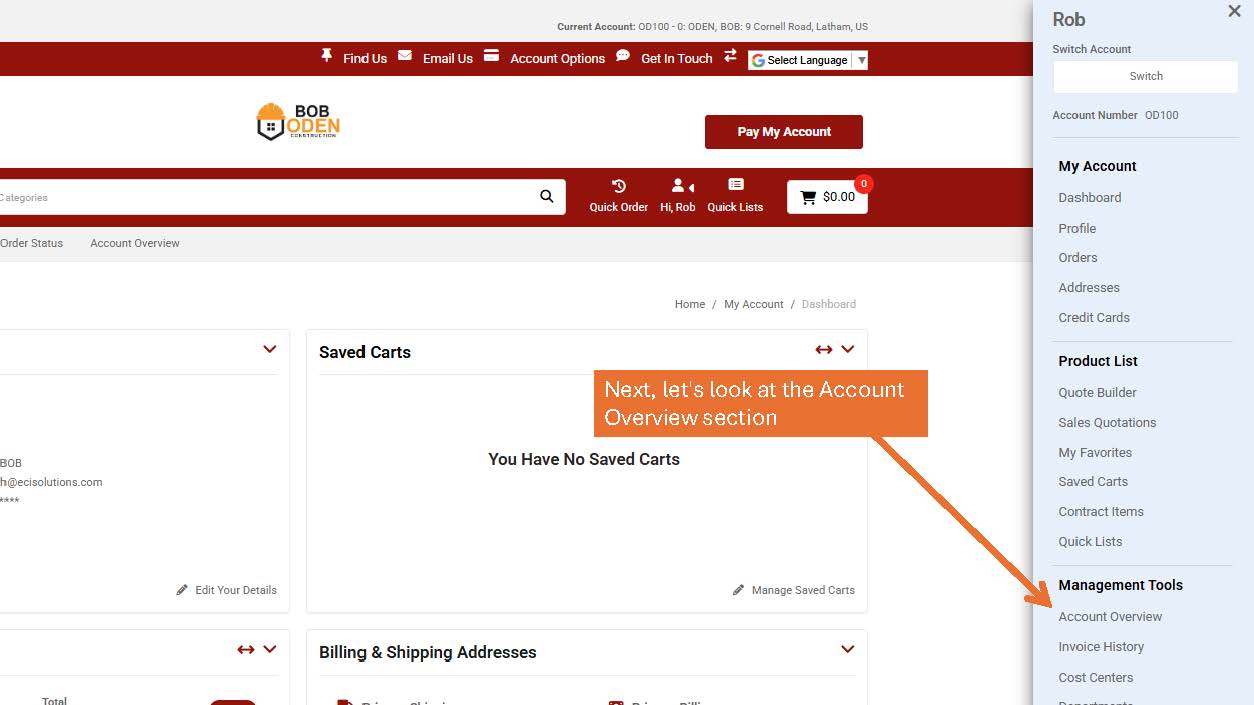 Current Account: OD100 - 0: ODEN, BOB: 9 Cornell Road, Latham, US
Find Us Email Us Account Options Get In Touch Select Language
BOB
ODEN
CONSTRUCTION
Pay My Account
Categories
Quick Order Hi, Rob Quick Lists $0.00 0
Order Status Account Overview
Home / My Account / Dashboard
Saved Carts
Next, let's look at the Account
Overview section
You Have No Saved Carts
BOB
h@ecisolutions.com
****
Edit Your Details
Manage Saved Carts
Billing & Shipping Addresses
Total
Rob
Switch Account
Switch
Account Number OD100
My Account
Dashboard
Profile
Orders
Addresses
Credit Cards
Product List
Quote Builder
Sales Quotations
My Favorites
Saved Carts
Contract Items
Quick Lists
Management Tools
Account Overview
Invoice History
Cost Centers